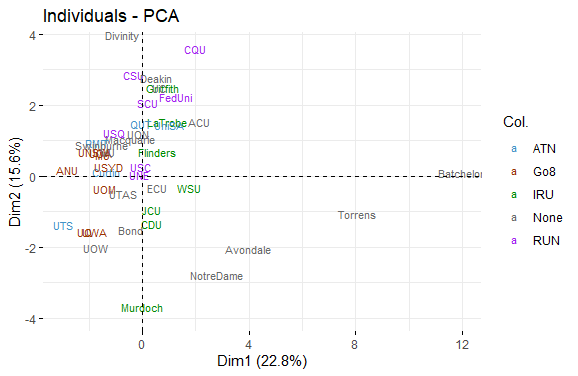 Individuals - PCA
Divinity
CQU
CSU
Deakin
Griffith
FedUni
SCU
LaTrobe
ACU
USQ
UON
Macquarie
Swinburne
Flinders
ANU
USYD
USC
UNE
Batchelor
UOM
UTAS
ECU
WSU
JCU
Torrens
UTS
UWA
Bond
CDU
UOW
Avondale
NotreDame
Murdoch
4
2
0
-2
-4
0
4
8
12
Dim1 (22.8%)
Dim2 (15.6%)
Col.
a ATN
a Go8
a IRU
a None
a RUN